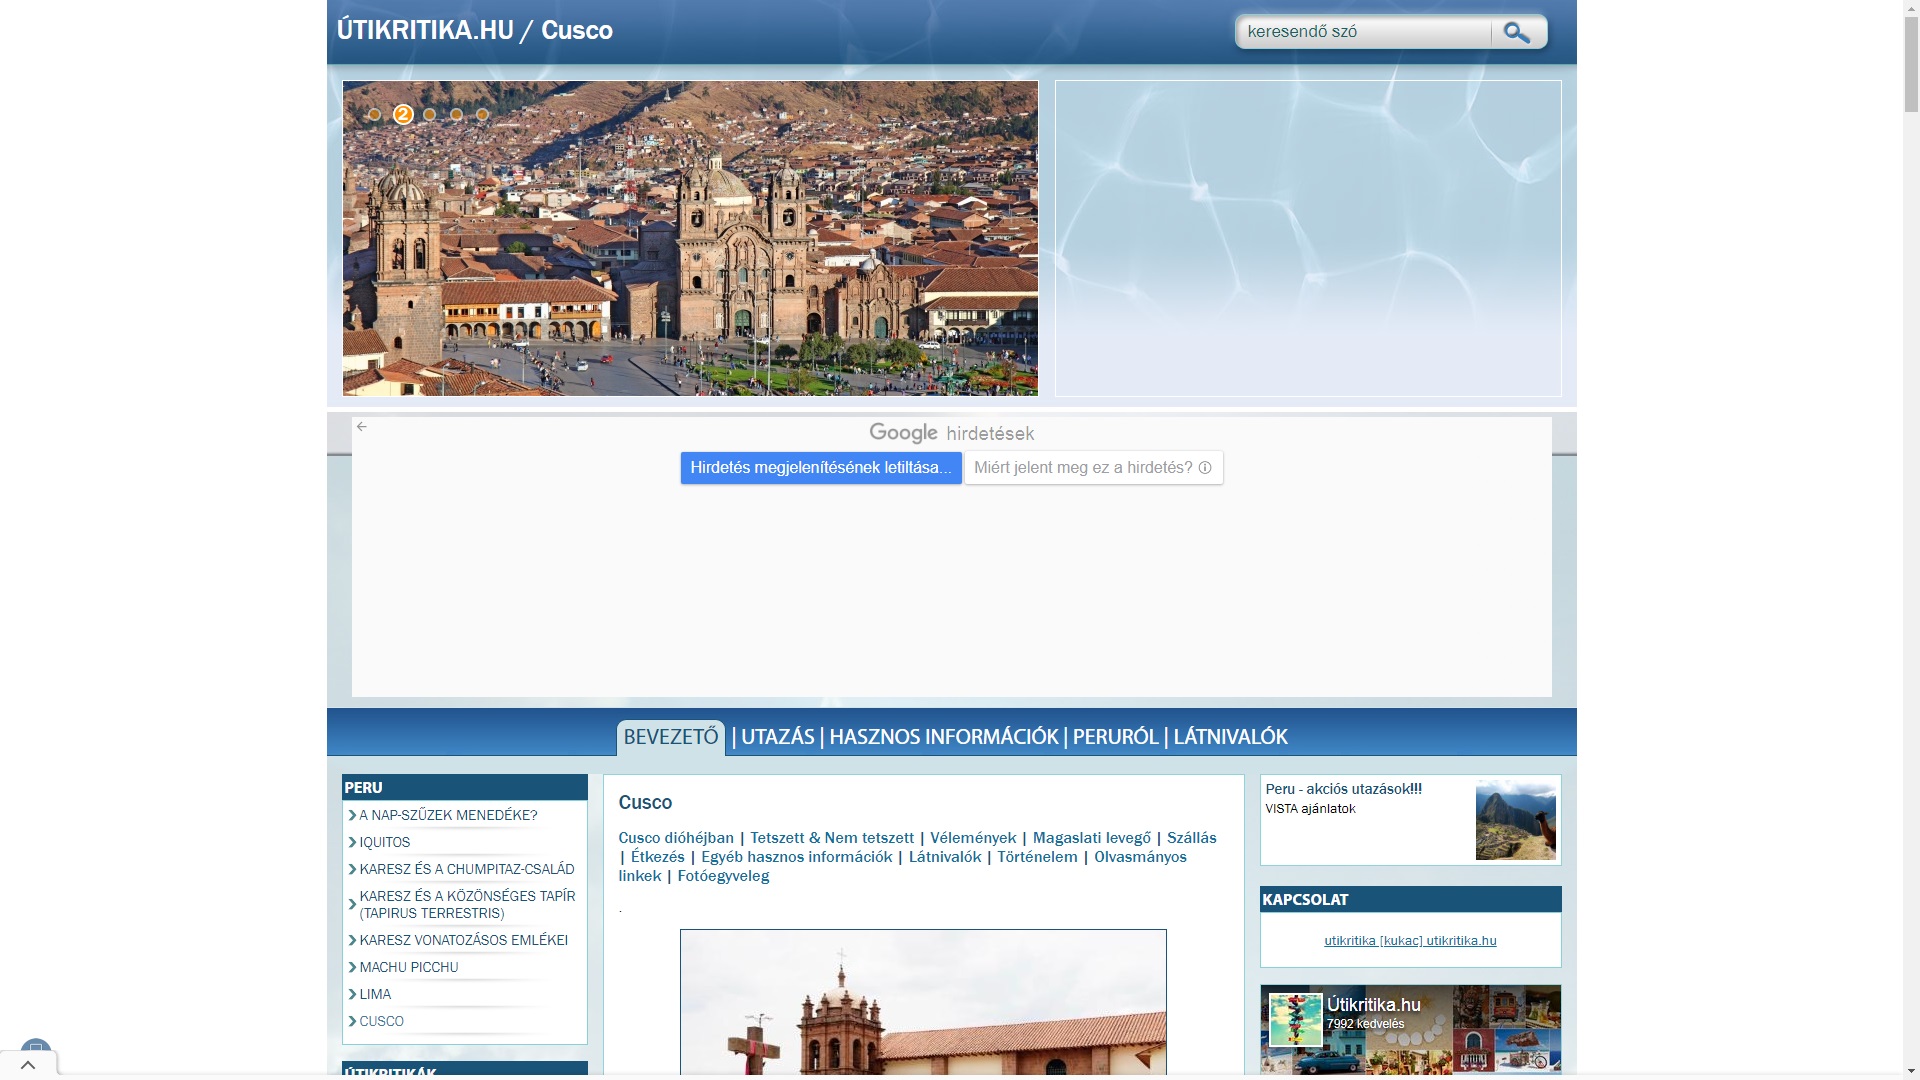 ÚTIKRITIKA.HU / Cusco
keresendő szó
2
Google hirdetések
Hirdetés megjelenítésének letiltása...
Miért jelent meg ez a hirdetés?
BEVEZETŐ | UTAZÁS | HASZNOS INFORMÁCIÓK | PERURÓL | LÁTNIVALÓK
PERU
A NAP-SZŰZEK MENEDÉKE?
IQUITOS
KARESZ ÉS A CHUMPITAZ-CSALÁD
KARESZ ÉS A KÖZÖNSÉGES TAPÍR
(TAPIRUS TERRESTRIS)
KARESZ VONATOZÁSOS EMLÉKEI
MACHU PICCHU
LIMA
CUSCO
ÚTIKRITIKÁK
Cusco
Cusco dióhéjban | Tetszett & Nem tetszett | Vélemények | Magaslati levegő | Szállás
| Étkezés | Egyéb hasznos információk | Látnivalók | Történelem | Olvasmányos
linkek | Fotóegyveleg
.
Peru - akciós utazások!!!
VISTA ajánlatok
KAPCSOLAT
utikritika [kukac] utikritika.hu
Útikritika.hu
7992 kedvelés